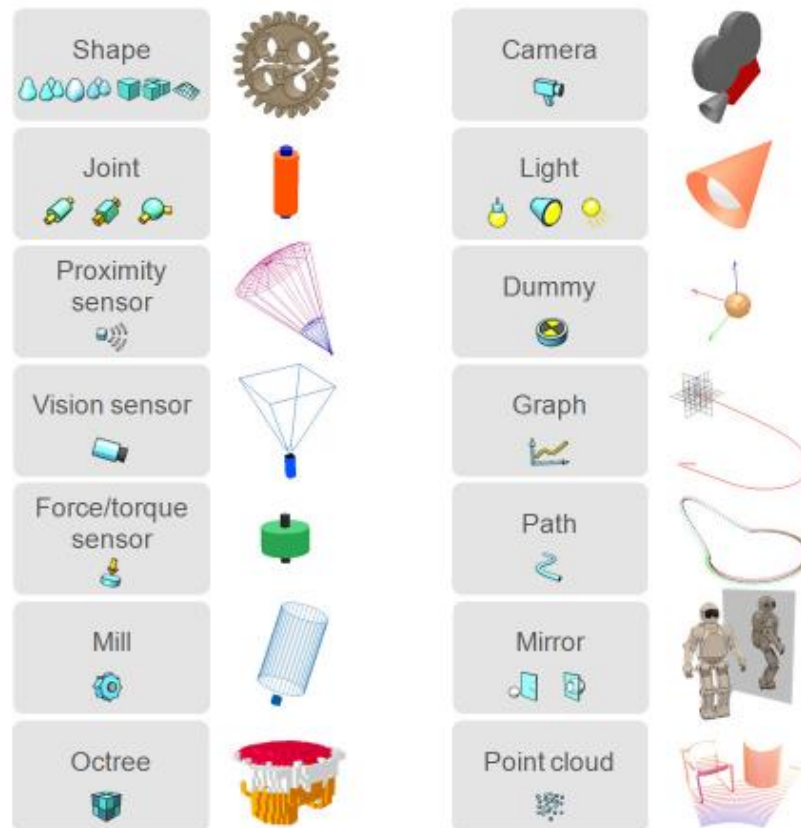 Shape
Camera
Joint
Light
Proximity
sensor
Dummy
Vision sensor
Graph
Force/torque
sensor
Path
Mill
Mirror
Octree
Point cloud